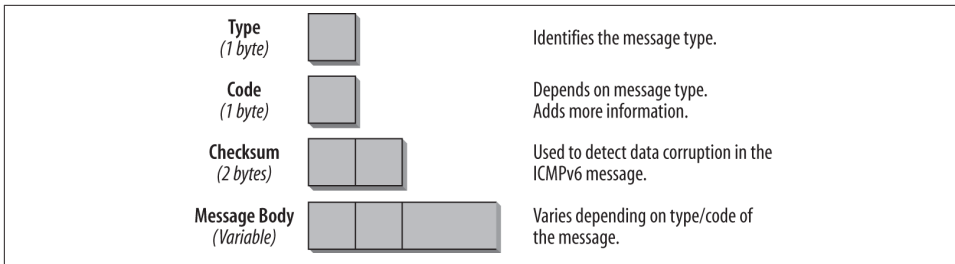 Type
(1 byte)
Identifies the message type.
Code
(1 byte)
Depends on message type.
Adds more information.
Checksum
(2 bytes)
Used to detect data corruption in the
ICMPv6 message.
Message Body
(Variable)
Varies depending on type/code of
the message.